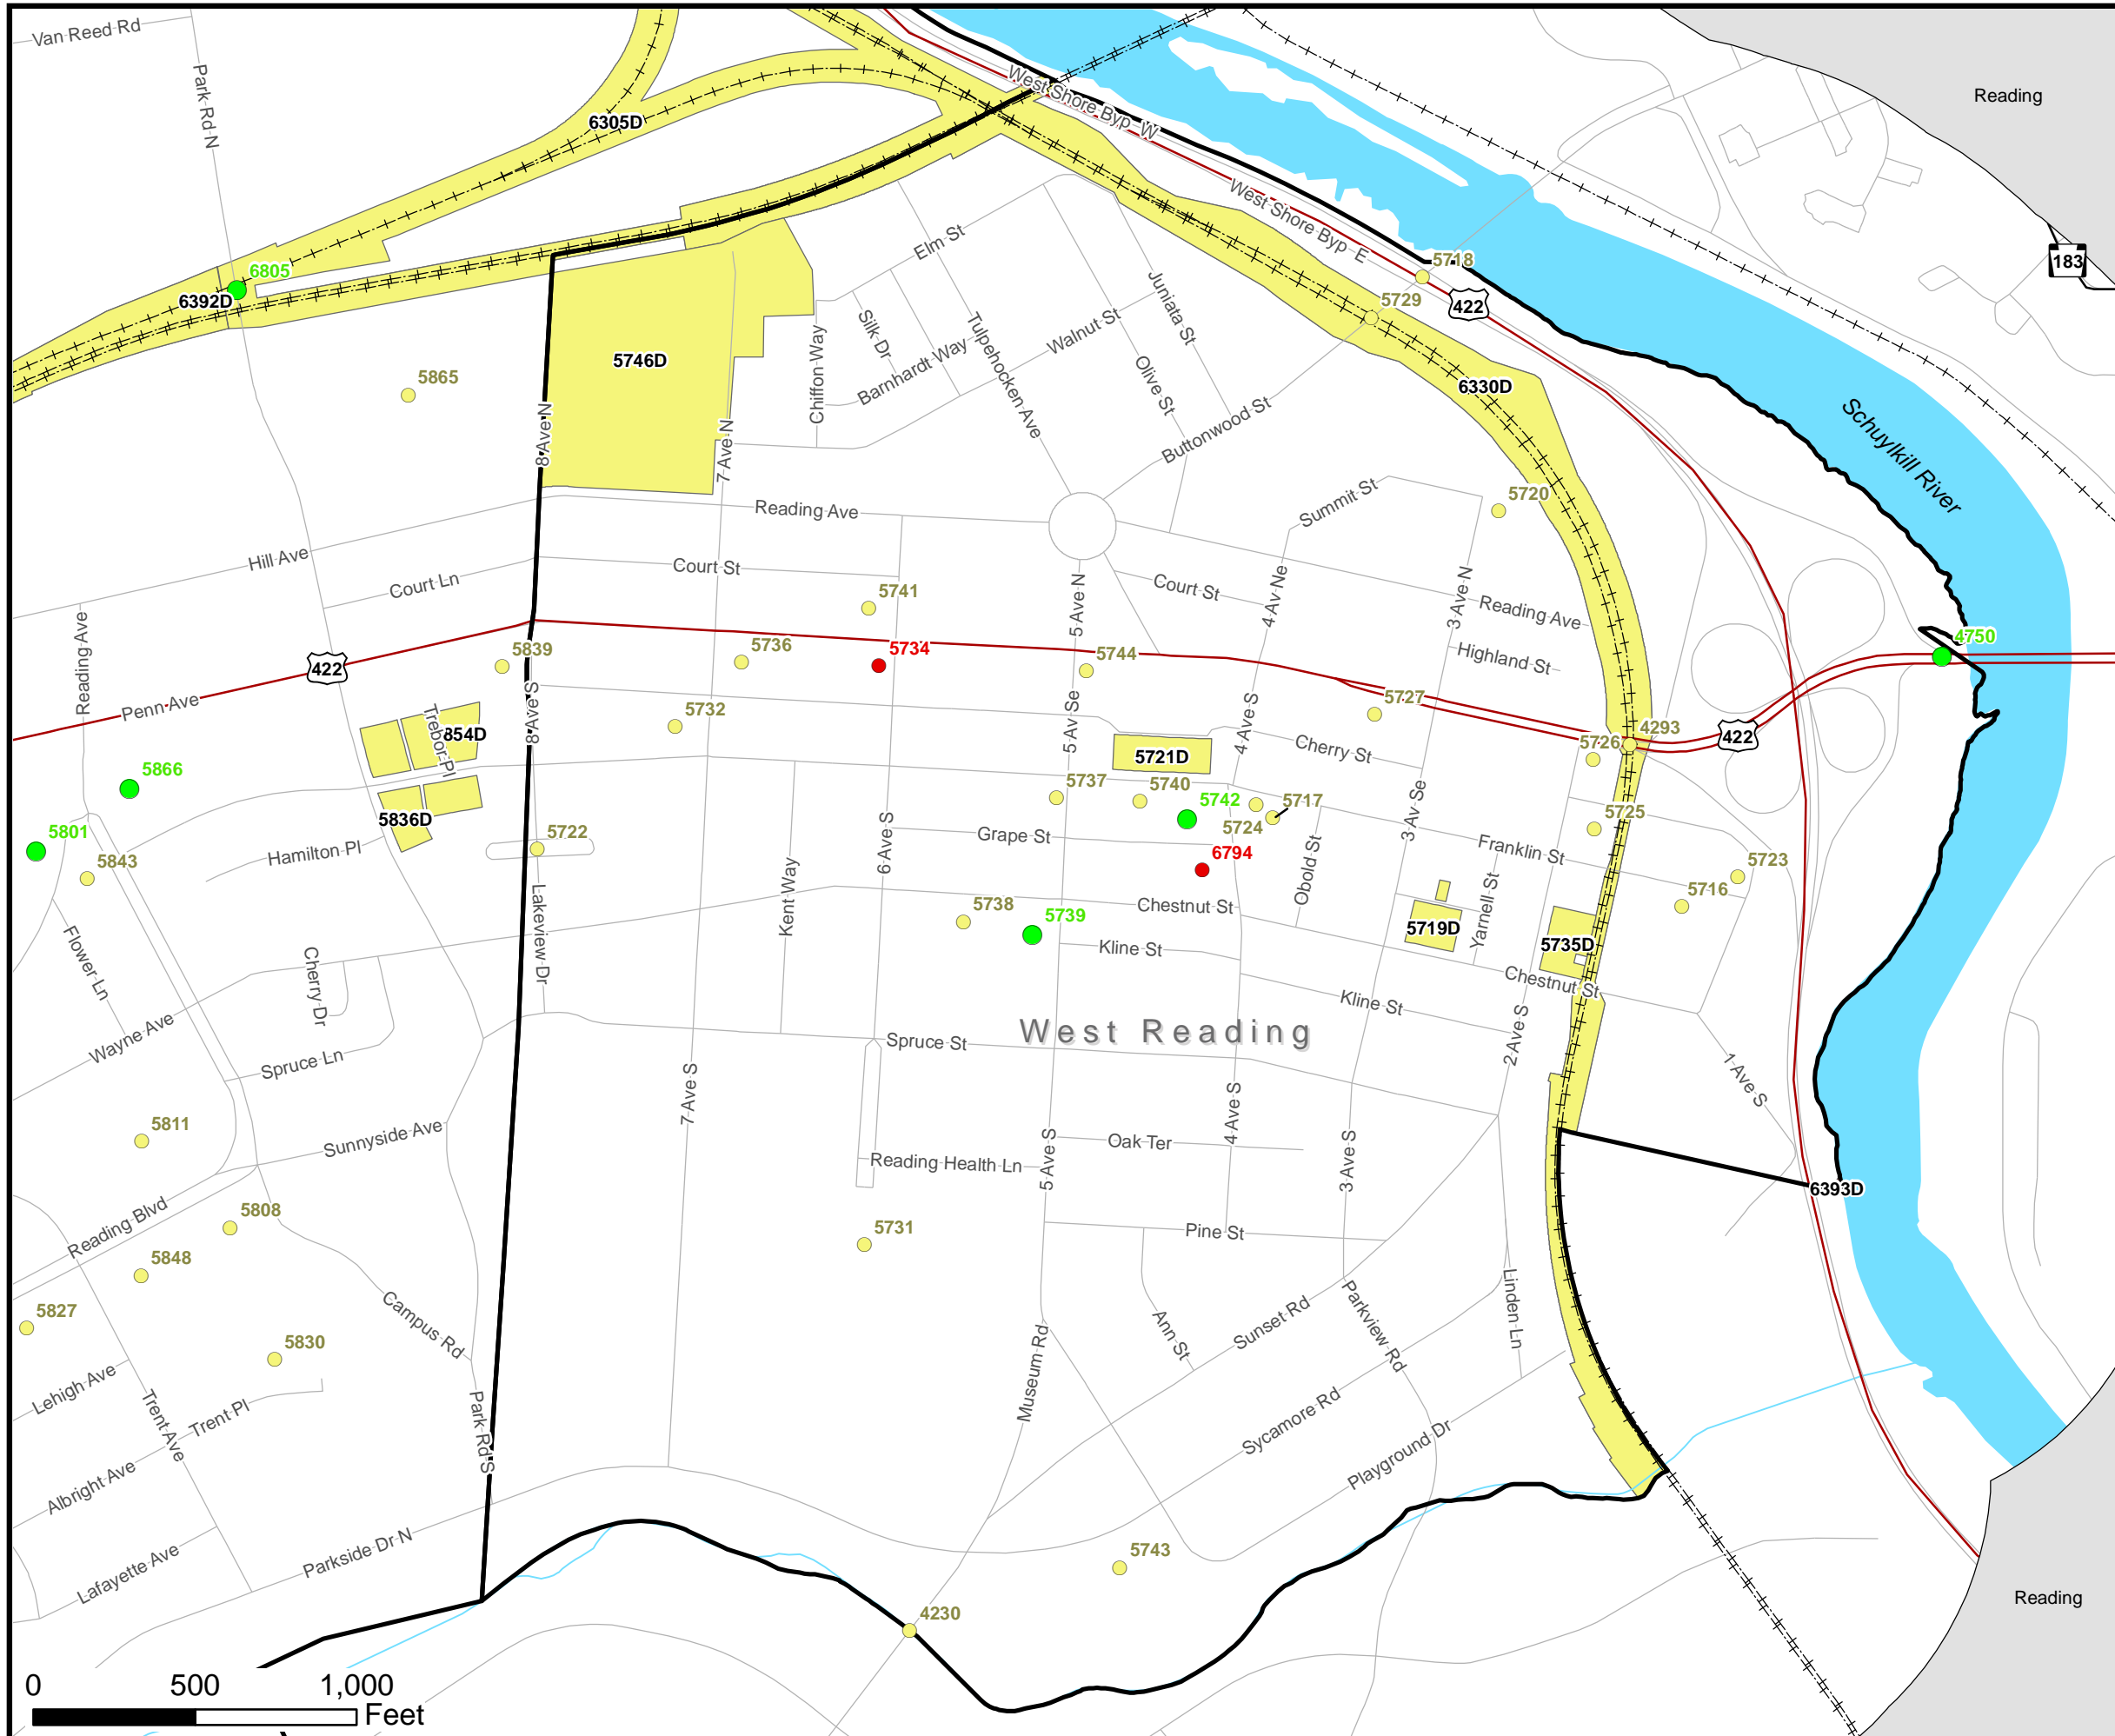 Van Reed Rd
Park Rd N
6305D
West Shore Byp W
Reading
West Shore Byp E
183
6805
6392D
5718
422
5729
Elm St
Juniata St
5865
5746D
Chiffon Way
Silk Dr
Barnhardt Way
Tulpehocken Ave
Walnut St
Olive St
6330D
Schuylkill River
8 Ave N
7 Ave N
Buttonwood St
Reading Ave
Summit St
5720
Hill Ave
Court Ln
Court St
5741
5 Ave N
Court St
4 Av Ne
3 Ave N
Reading Ave
Highland St
4750
Reading Ave
422
5839
5736
5734
5744
Penn Ave
Trebor Pl
854D
Se Av 8
5732
5 Av Se
4 Ave S
5727
Cherry St
4293
5726
422
5721D
5866
5737
5740
5742
5717
5724
3 Av Se
5725
5836D
5801
5843
Hamilton Pl
5722
6 Ave S
Grape St
6794
Obold St
Franklin St
5723
5716
Kent Way
Lakeview Dr
5738
5739
Chestnut St
Kline St
Yarnell St
5719D
5735D
Chestnut St
Flower Ln
Cherry Dr
Wayne Ave
Spruce Ln
Kline St
West Reading
Spruce St
2 Ave S
1 Ave S
7 Ave S
5811
Sunnyside Ave
Reading Health Ln
5 Ave S
Oak Ter
4 Ave S
3 Ave S
6393D
Reading Blvd
5808
5848
5731
Pine St
5827
5830
Campus Rd
Ann St
Sunset Rd
Parkview Rd
Linden Ln
Lehigh Ave
Trent Ave
Trent Pl
Park Rd S
Museum Rd
Sycamore Rd
Playground Dr
Albright Ave
Lafayette Ave
Parkside Dr N
5743
4230
Reading
0 500 1,000
Feet